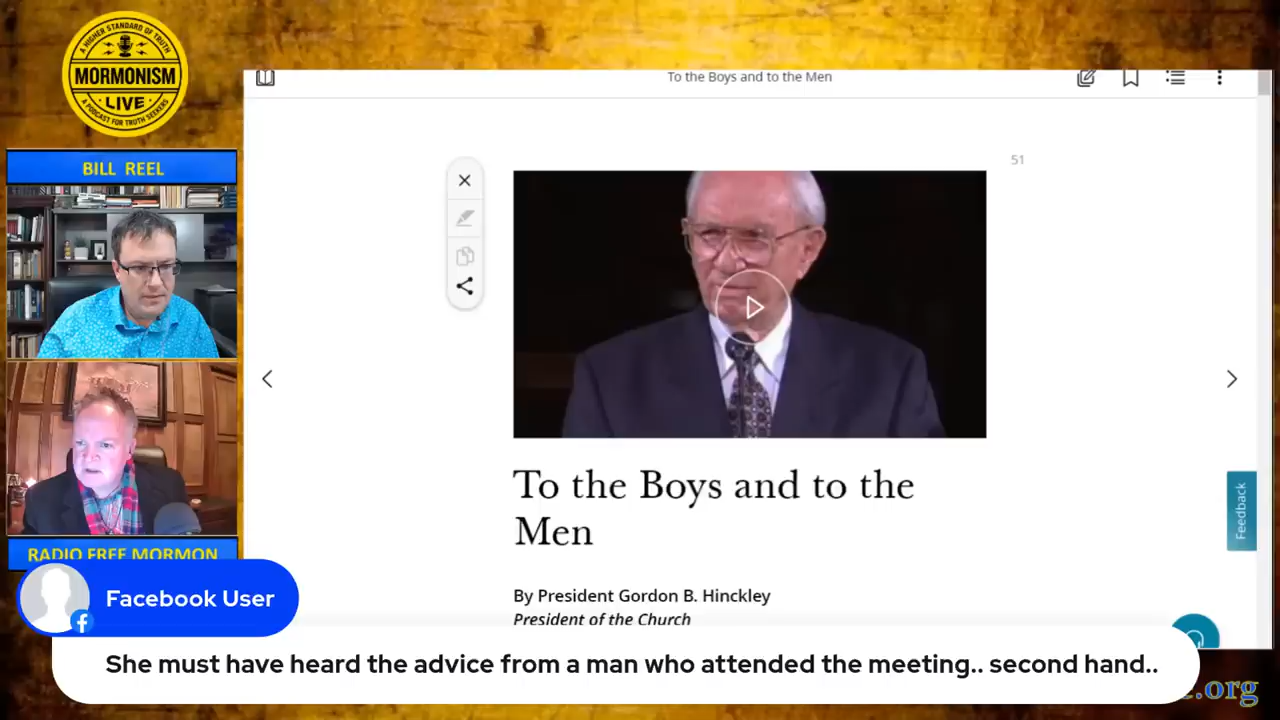 A HIGHER STANDARD OF TRUTH
MORMONISM
LIVE
A PODCAST FOR TRUTH SEEKERS
To the Boys and to the Men
BILL REEL
51
To the Boys and to the
Men
By President Gordon B. Hinckley
President of the Church
Feedback
RADIO FREE MORMON
Facebook User
She must have heard the advice from a man who attended the meeting.. second hand..
.org